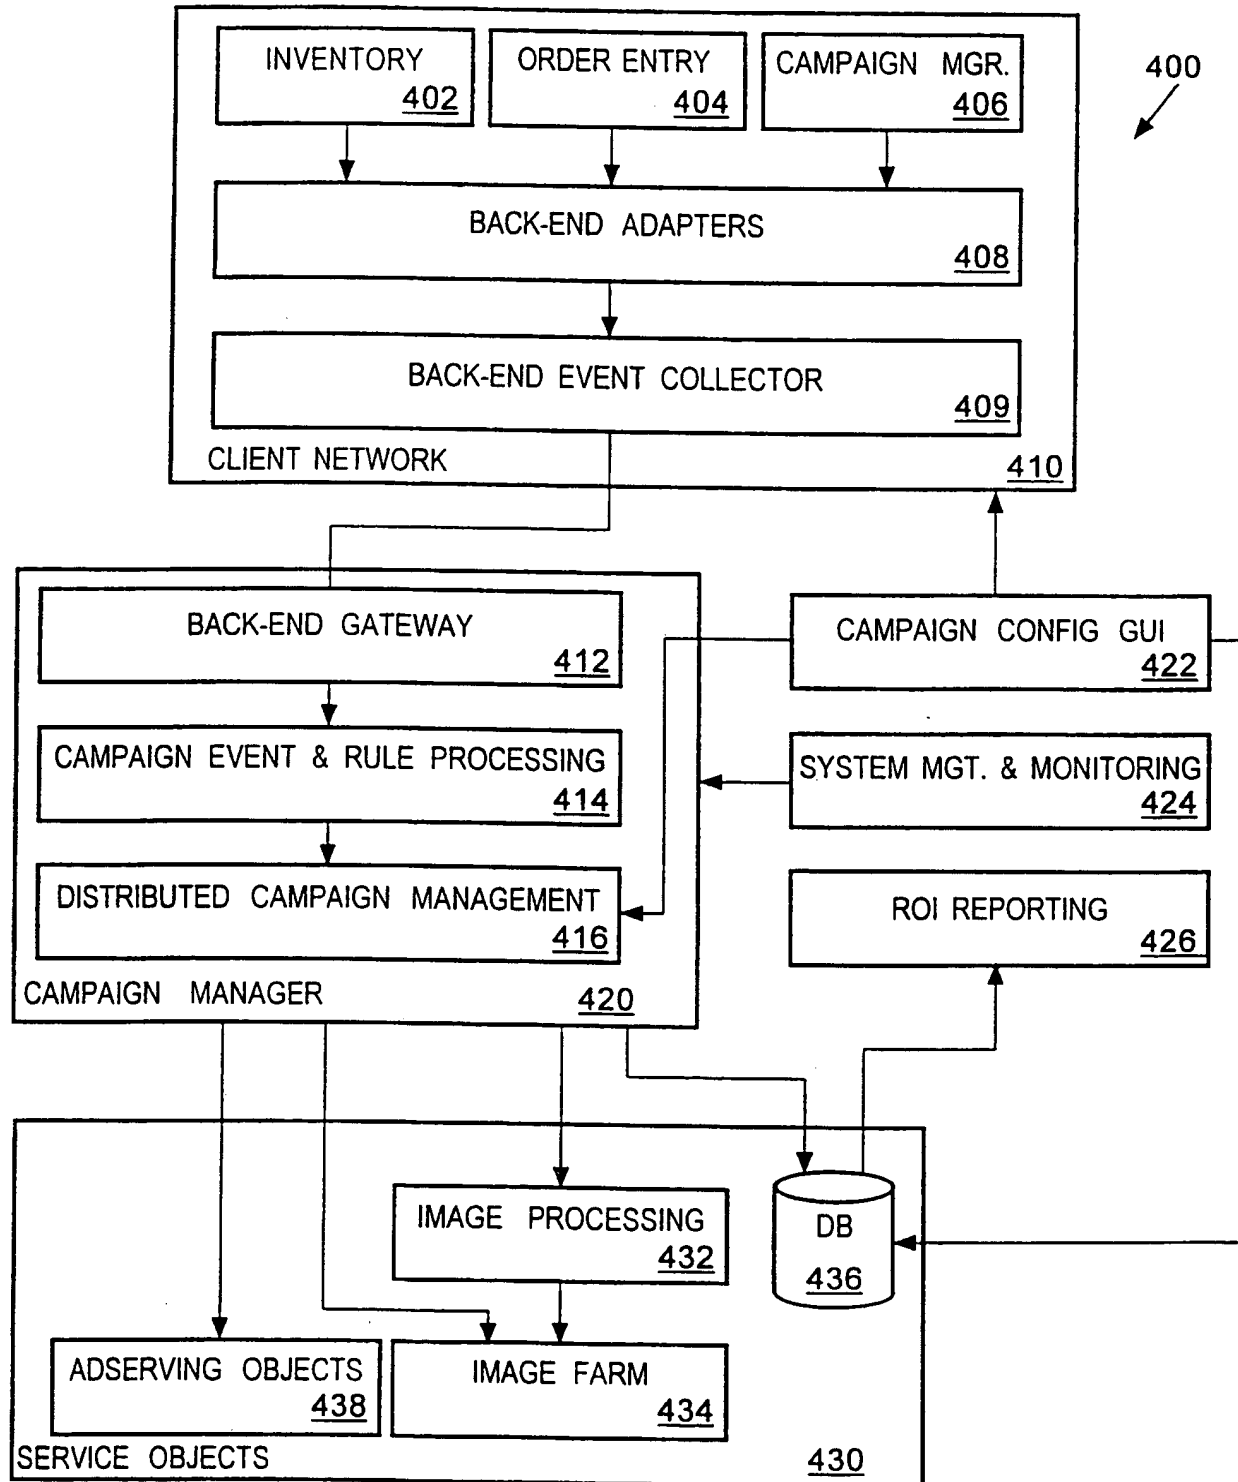 INVENTORY
402
ORDER ENTRY
404
CAMPAIGN MGR.
406
400
BACK-END ADAPTERS
408
BACK-END EVENT COLLECTOR
409
CLIENT NETWORK
410
BACK-END GATEWAY
412
CAMPAIGN CONFIG GUI
422
CAMPAIGN EVENT & RULE PROCESSING
414
SYSTEM MGT. & MONITORING
424
DISTRIBUTED CAMPAIGN MANAGEMENT
416
ROI REPORTING
426
CAMPAIGN MANAGER
420
IMAGE PROCESSING
432
DB
436
ADSERVING OBJECTS
438
IMAGE FARM
434
SERVICE OBJECTS
430